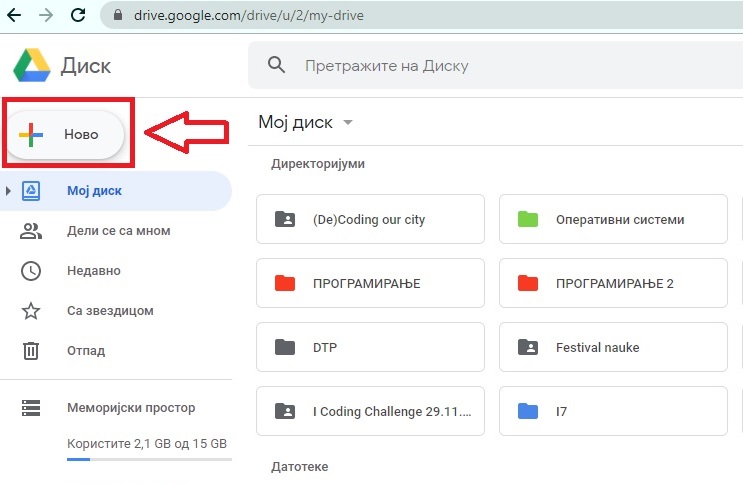 drive.google.com/drive/u/2/my-drive
Диск
Претражите на Диску
Ново
Мој диск
Дели се са мном
Недавно
Са звездицом
Отпад
Меморијски простор
Користите 2,1 GB од 15 GB
Мој диск
Директоријуми
(De)Coding our city
Оперативни системи
ПРОГРАМИРАЊЕ
ПРОГРАМИРАЊЕ 2
DTP
Festival nauke
I Coding Challenge 29.11....
I7
Датотеке